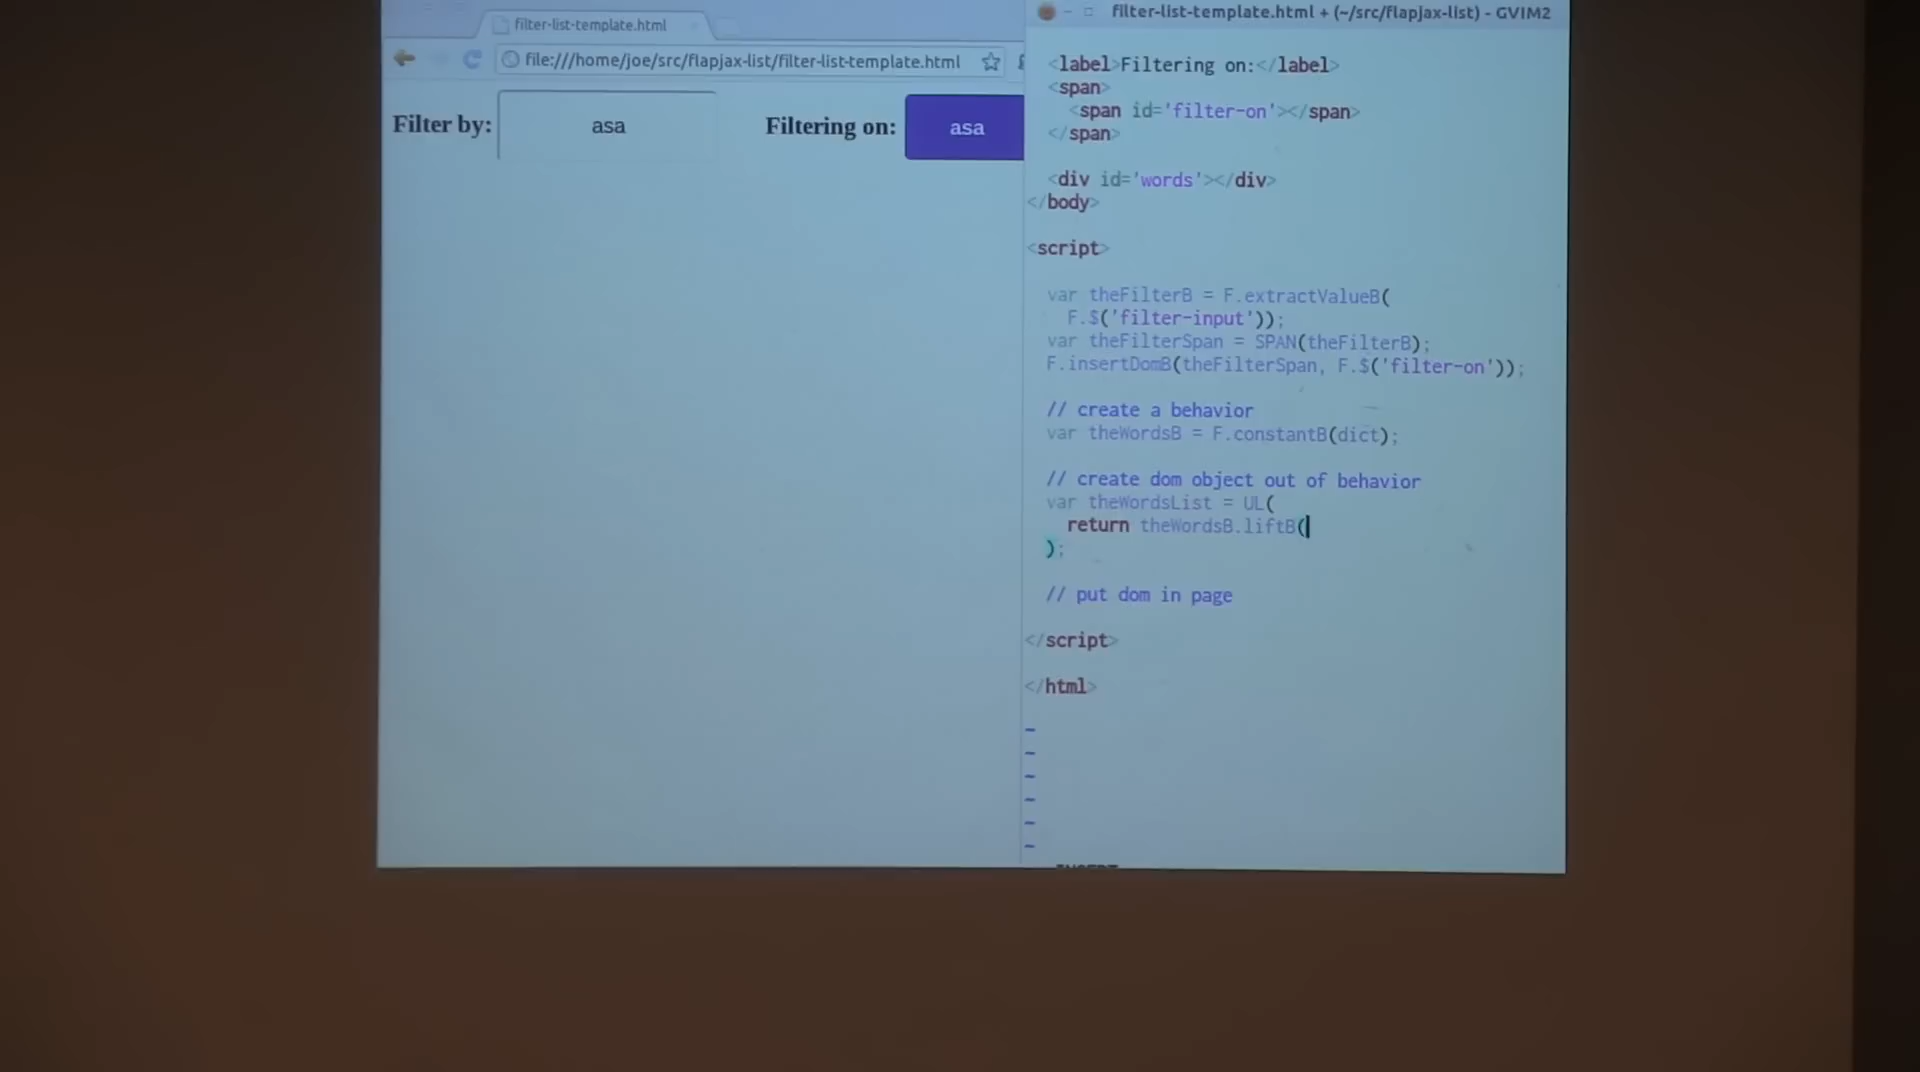 filter-list-template.html
file:///home/joe/src/flapjax-list/filter-list-template.html
Filter by: asa Filtering on: asa
filter-list-template.html + (~/src/flapjax-list) - GVIM2
<label>Filtering on:</label>
<span>
<span id='filter-on'></span>
</span>
<div id='words'></div>
</body>
<script>
var theFilterB = F.extractValueB(
F.$('filter-input'));
var theFilterSpan = SPAN(theFilterB);
F.insertDomB(theFilterSpan, F.$('filter-on'));
// create a behavior
var theWordsB = F.constantB(dict);
// create dom object out of behavior
var theWordsList = UL(
return theWordsB.liftB(
);
// put dom in page
</script>
</html>
~
~
~
~
~
~